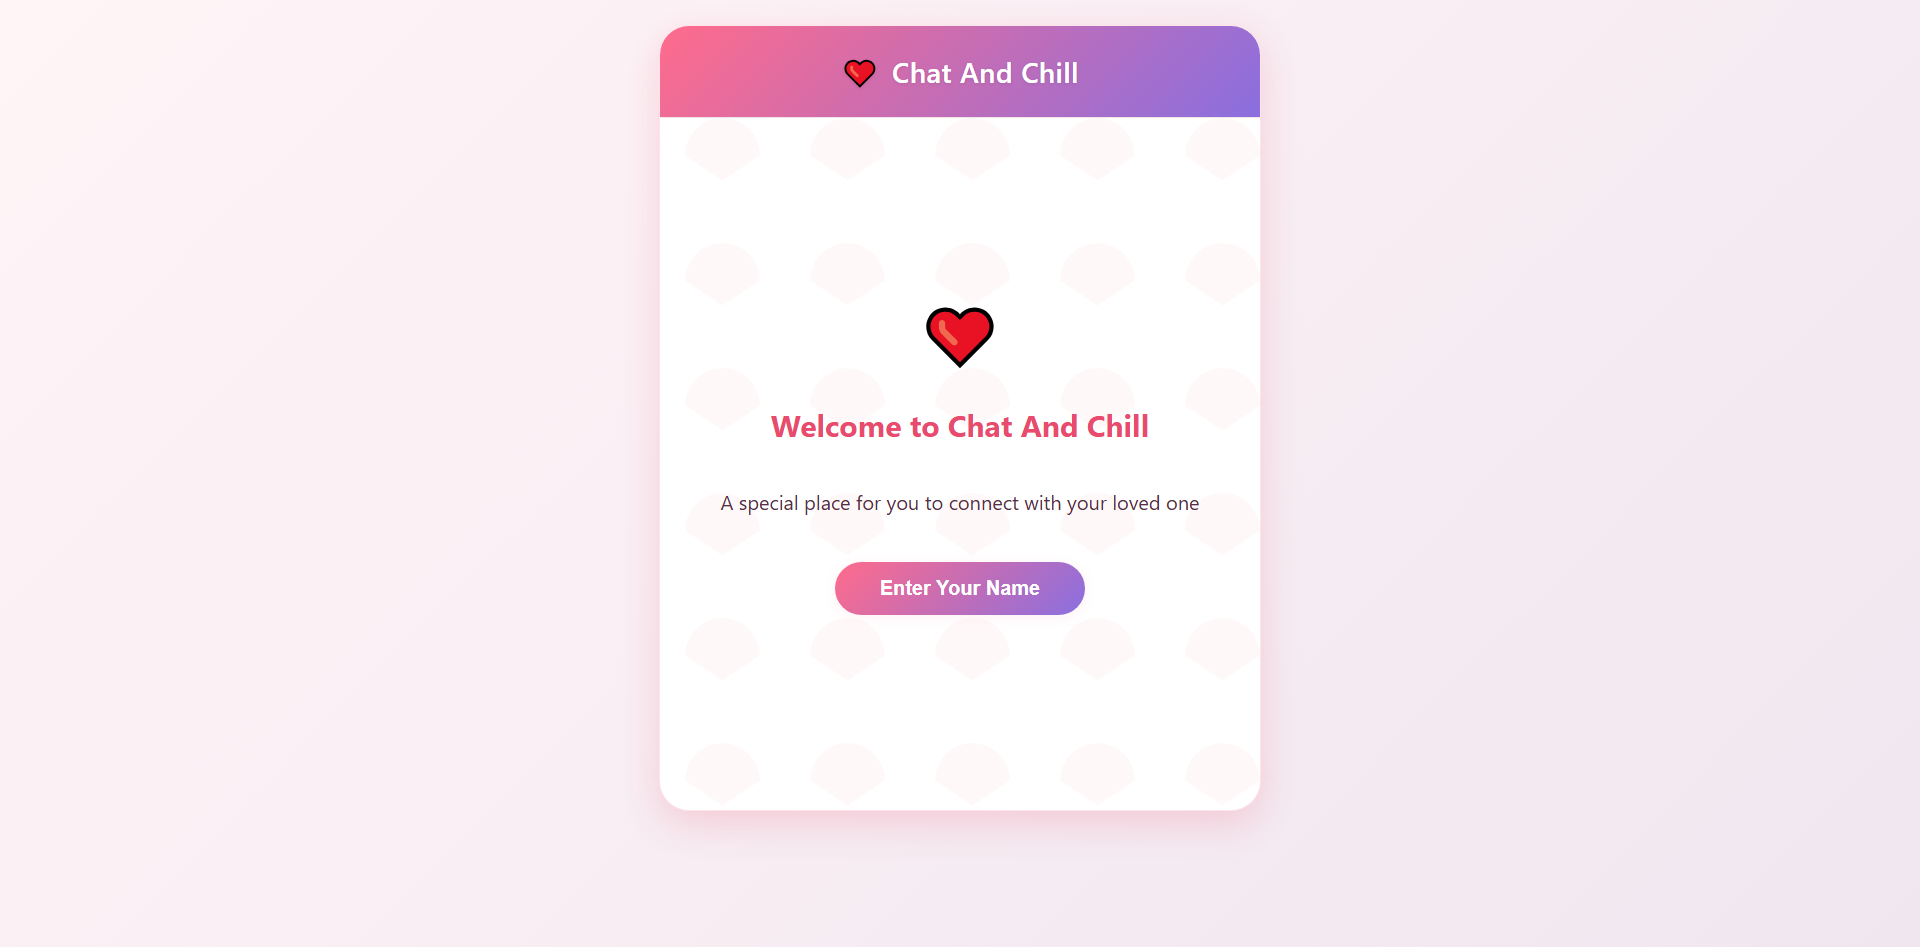 Chat And Chill
Welcome to Chat And Chill
A special place for you to connect with your loved one
Enter Your Name